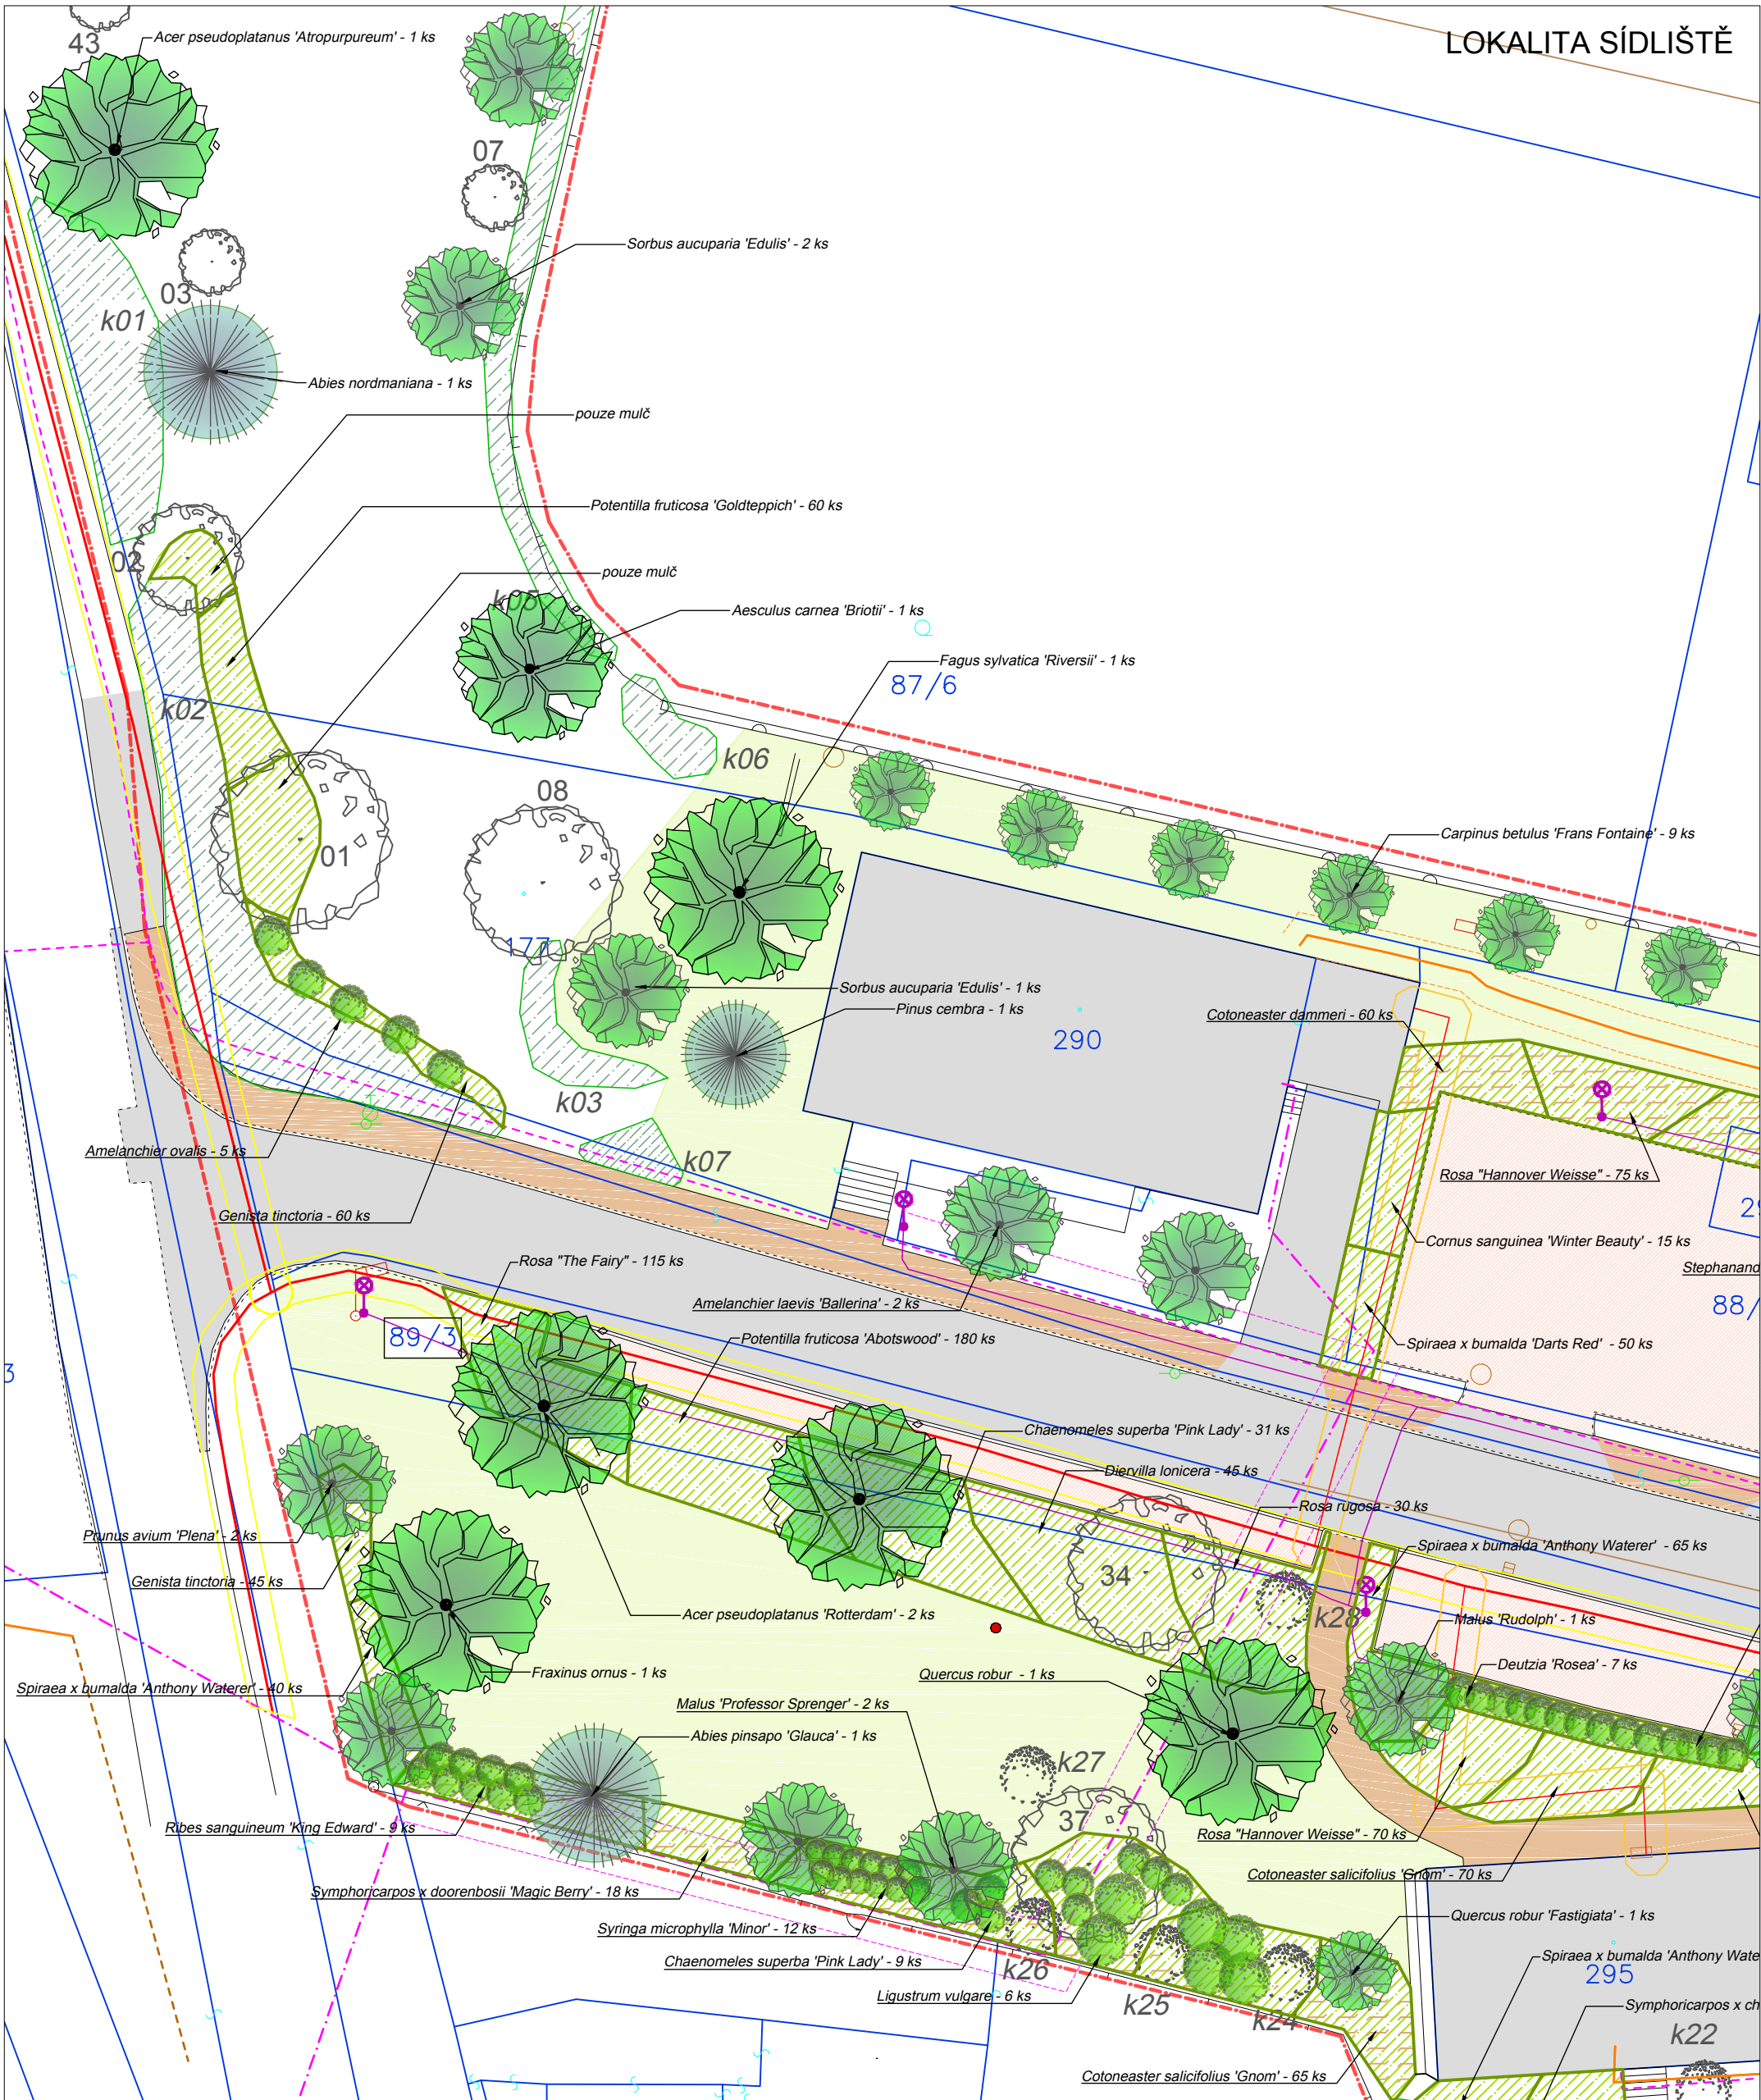 LOKALITA SÍDLIŠTĚ
43
Acer pseudoplatanus 'Atropurpureum' - 1 ks
07
Sorbus aucuparia 'Edulis' - 2 ks
03
k01
Abies nordmaniana - 1 ks
pouze mulč
Potentilla fruticosa 'Goldteppich' - 60 ks
02
pouze mulč
k05
Aesculus carnea 'Briotii' - 1 ks
Fagus sylvatica 'Riversii' - 1 ks
87/6
k02
k06
08
Carpinus betulus 'Frans Fontaine' - 9 ks
01
177
Sorbus aucuparia 'Edulis' - 1 ks
Pinus cembra - 1 ks
Cotoneaster dammeri - 60 ks
290
k03
Amelanchier ovalis - 5 ks
k07
Rosa "Hannover Weisse" - 75 ks
Genista tinctoria - 60 ks
Cornus sanguinea 'Winter Beauty' - 15 ks
Rosa "The Fairy" - 115 ks
Stephanand
Amelanchier laevis 'Ballerina' - 2 ks
88/
89/3
Potentilla fruticosa 'Abotswood' - 180 ks
Spiraea x bumalda 'Darts Red' - 50 ks
3
Chaenomeles superba 'Pink Lady' - 31 ks
Diervilla lonicera - 45 ks
Rosa rugosa - 30 ks
Prunus avium 'Plena' - 2 ks
Spiraea x bumalda 'Anthony Waterer' - 65 ks
34
Genista tinctoria - 45 ks
Acer pseudoplatanus 'Rotterdam' - 2 ks
k28
Malus 'Rudolph' - 1 ks
Fraxinus ornus - 1 ks
Quercus robur - 1 ks
Deutzia 'Rosea' - 7 ks
Spiraea x bumalda 'Anthony Waterer' - 40 ks
Malus 'Professor Sprenger' - 2 ks
Abies pinsapo 'Glauca' - 1 ks
k27
37
Ribes sanguineum 'King Edward' - 9 ks
Rosa "Hannover Weisse" - 70 ks
Cotoneaster salicifolius 'Gnom' - 70 ks
Symphoricarpos x doorenbosii 'Magic Berry' - 18 ks
Quercus robur 'Fastigiata' - 1 ks
Syringa microphylla 'Minor' - 12 ks
Spiraea x bumalda 'Anthony Wate
Chaenomeles superba 'Pink Lady' - 9 ks
k26
295
Ligustrum vulgare - 6 ks
k25
Symphoricarpos x ch
k24
k22
Cotoneaster salicifolius 'Gnom' - 65 ks